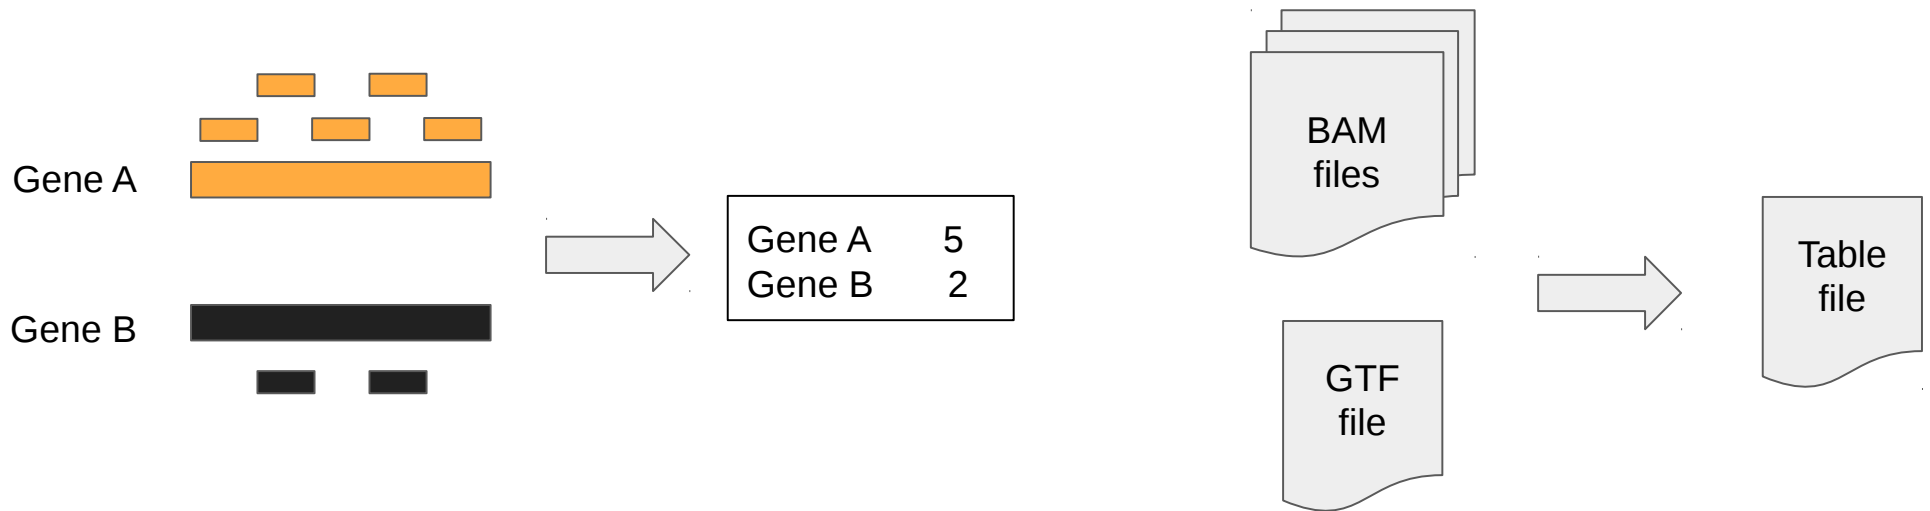 Gene A
Gene B
Gene A 5
Gene B 2
BAM
files
GTF
file
Table
file